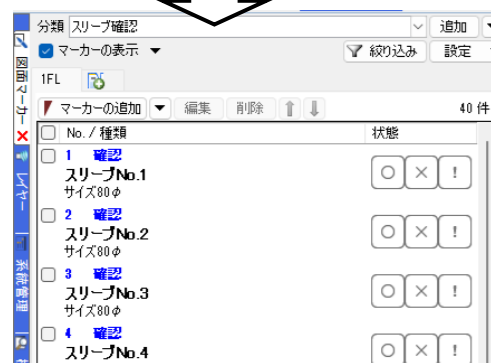 分類 スリーブ確認 追加
マーカーの表示 絞り込み 設定
1FL
マーカーの追加 編集 削除 40 件
No. / 種類 状態
1 確認
スリーブNo.1
サイズ80φ
2 確認
スリーブNo.2
サイズ80φ
3 確認
スリーブNo.3
サイズ80φ
4 確認
スリーブNo.4
図面マーカー
レイヤー
系統管理